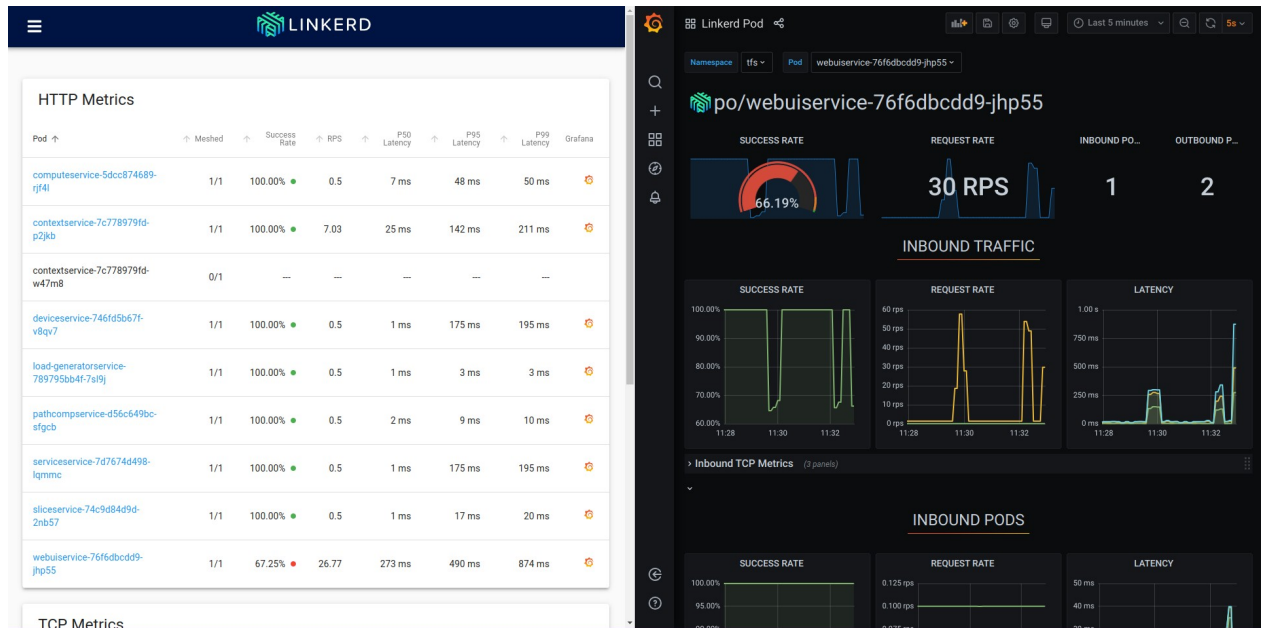 LINKERD
HTTP Metrics
Pod Meshed Success Rate RPS P50 Latency P95 Latency P99 Latency Grafana
computeservice-5dcc874689-rjf4l 1/1 100.00% 0.5 7 ms 48 ms 50 ms
contextservice-7c778979fd-p2jkb 1/1 100.00% 7.03 25 ms 142 ms 211 ms
contextservice-7c778979fd-w47m8 0/1 --- --- --- --- ---
deviceservice-746fd5b67f-v8qv7 1/1 100.00% 0.5 1 ms 175 ms 195 ms
load-generatorservice-789795bb4f-7sl9j 1/1 100.00% 0.5 1 ms 3 ms 3 ms
pathcompservice-d56c649bc-sfgcb 1/1 100.00% 0.5 2 ms 9 ms 10 ms
serviceservice-7d7674d498-lqmmc 1/1 100.00% 0.5 1 ms 175 ms 195 ms
sliceservice-74c9d84d9d-2nb57 1/1 100.00% 0.5 1 ms 17 ms 20 ms
webuiservice-76f6dbcdd9-jhp55 1/1 67.25% 26.77 273 ms 490 ms 874 ms
TCP Metrics
Linkerd Pod
Last 5 minutes
5s
Namespace tfs Pod webuiservice-76f6dbcdd9-jhp55
po/webuiservice-76f6dbcdd9-jhp55
SUCCESS RATE REQUEST RATE INBOUND PO... OUTBOUND P...
66.19% 30 RPS 1 2
INBOUND TRAFFIC
SUCCESS RATE
100.00%
90.00%
80.00%
70.00%
60.00%
11:28 11:30 11:32
REQUEST RATE
60 rps
50 rps
40 rps
30 rps
20 rps
10 rps
0 rps
11:28 11:30 11:32
LATENCY
1.00 s
750 ms
500 ms
250 ms
0 ms
11:28 11:30 11:32
Inbound TCP Metrics (3 panels)
INBOUND PODS
SUCCESS RATE
100.00%
95.00%
REQUEST RATE
0.125 rps
0.100 rps
LATENCY
50 ms
40 ms